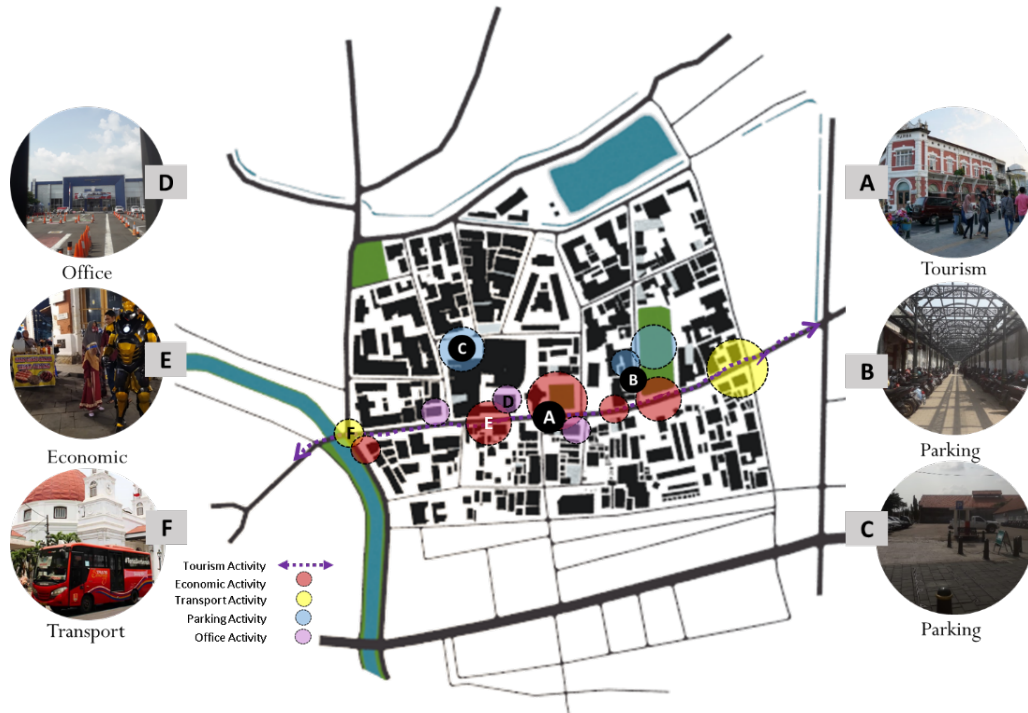 D
Office
E
Economic
F
Transport
A
Tourism
B
Parking
C
Parking
C
B
D
A
E
F
Tourism Activity
Economic Activity
Transport Activity
Parking Activity
Office Activity